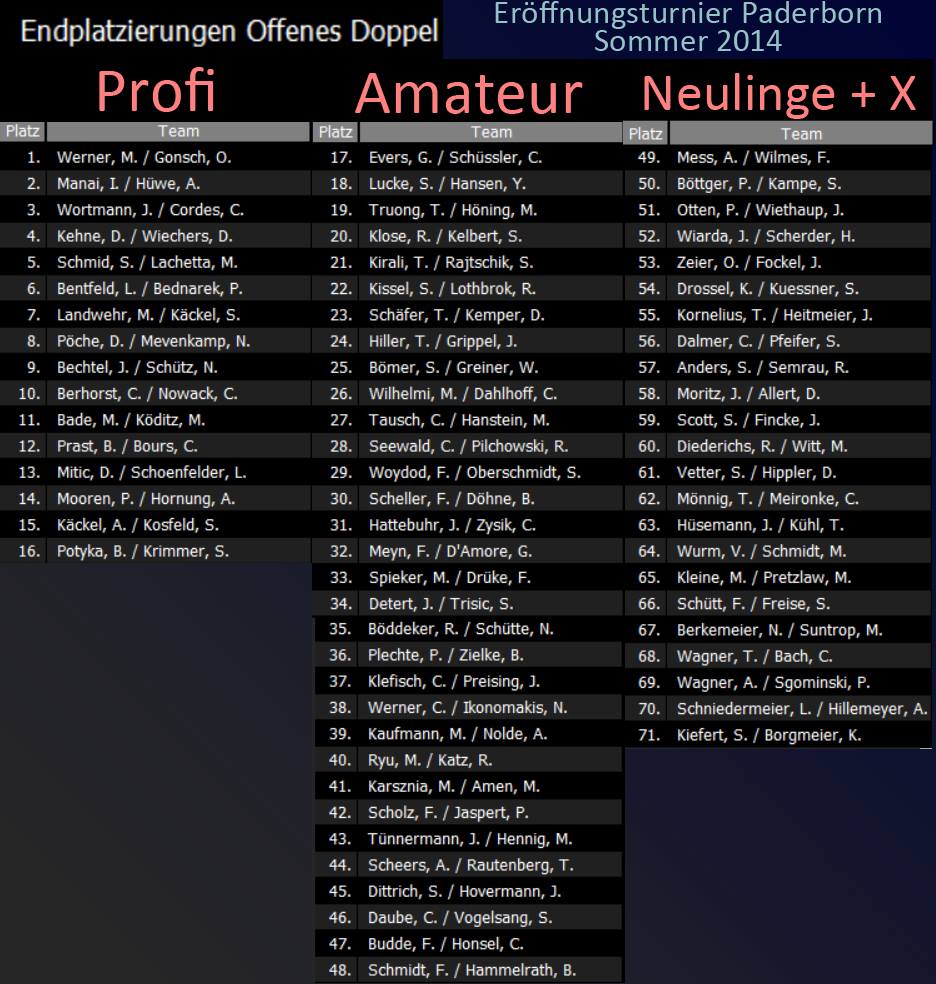 Endplatzierungen Offenes Doppel
Eröffnungsturnier Paderborn
Sommer 2014
Profi
Platz Team
1. Werner, M. / Gonsch, O.
2. Manai, I. / Hüwe, A.
3. Wortmann, J. / Cordes, C.
4. Kehne, D. / Wiechers, D.
5. Schmid, S. / Lachetta, M.
6. Bentfeld, L. / Bednarek, P.
7. Landwehr, M. / Käckel, S.
8. Pöche, D. / Mevenkamp, N.
9. Bechtel, J. / Schütz, N.
10. Berhorst, C. / Nowack, C.
11. Bade, M. / Köditz, M.
12. Prast, B. / Bours, C.
13. Mitic, D. / Schoenfelder, L.
14. Mooren, P. / Hornung, A.
15. Käckel, A. / Kosfeld, S.
16. Potyka, B. / Krimmer, S.
Amateur
Platz Team
17. Evers, G. / Schüssler, C.
18. Lucke, S. / Hansen, Y.
19. Truong, T. / Höning, M.
20. Klose, R. / Kelbert, S.
21. Kirali, T. / Rajtschik, S.
22. Kissel, S. / Lothbrok, R.
23. Schäfer, T. / Kemper, D.
24. Hiller, T. / Grippel, J.
25. Bömer, S. / Greiner, W.
26. Wilhelmi, M. / Dahlhoff, C.
27. Tausch, C. / Hanstein, M.
28. Seewald, C. / Pilchowski, R.
29. Woydod, F. / Oberschmidt, S.
30. Scheller, F. / Döhne, B.
31. Hattebuhr, J. / Zysik, C.
32. Meyn, F. / D'Amore, G.
33. Spieker, M. / Drüke, F.
34. Detert, J. / Trisic, S.
35. Böddeker, R. / Schütte, N.
36. Plechte, P. / Zielke, B.
37. Klefisch, C. / Preising, J.
38. Werner, C. / Ikonomakis, N.
39. Kaufmann, M. / Nolde, A.
40. Ryu, M. / Katz, R.
41. Karsznia, M. / Amen, M.
42. Scholz, F. / Jaspert, P.
43. Tünnermann, J. / Hennig, M.
44. Scheers, A. / Rautenberg, T.
45. Dittrich, S. / Hovermann, J.
46. Daube, C. / Vogelsang, S.
47. Budde, F. / Honsel, C.
48. Schmidt, F. / Hammelrath, B.
Neulinge + X
Platz Team
49. Mess, A. / Wilmes, F.
50. Böttger, P. / Kampe, S.
51. Otten, P. / Wiethaup, J.
52. Wiarda, J. / Scherder, H.
53. Zeier, O. / Fockel, J.
54. Drossel, K. / Kuessner, S.
55. Kornelius, T. / Heitmeier, J.
56. Dalmer, C. / Pfeifer, S.
57. Anders, S. / Semrau, R.
58. Moritz, J. / Allert, D.
59. Scott, S. / Fincke, J.
60. Diederichs, R. / Witt, M.
61. Vetter, S. / Hippler, D.
62. Mönnig, T. / Meironke, C.
63. Hüsemann, J. / Kühl, T.
64. Wurm, V. / Schmidt, M.
65. Kleine, M. / Pretzlaw, M.
66. Schütt, F. / Freise, S.
67. Berkemeier, N. / Suntrop, M.
68. Wagner, T. / Bach, C.
69. Wagner, A. / Sgominski, P.
70. Schniedermeier, L. / Hillemeyer, A.
71. Kiefert, S. / Borgmeier, K.